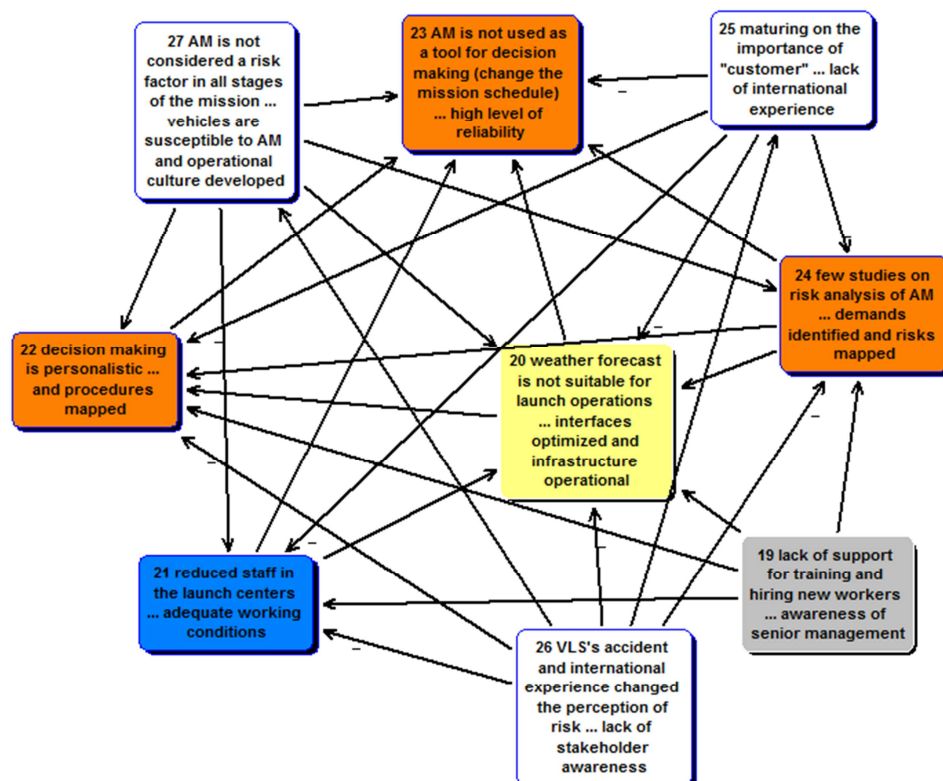 27 AM is not
considered a risk
factor in all stages
of the mission ...
vehicles are
susceptible to AM
and operational
culture developed
23 AM is not used as
a tool for decision
making (change the
mission schedule)
... high level of
reliability
25 maturing on the
importance of
"customer" ... lack
of international
experience
24 few studies on
risk analysis of AM
... demands
identified and risks
mapped
22 decision making
is personalistic ...
and procedures
mapped
20 weather forecast
is not suitable for
launch operations
... interfaces
optimized and
infrastructure
operational
21 reduced staff in
the launch centers
... adequate working
conditions
19 lack of support
for training and
hiring new workers
... awareness of
senior management
26 VLS's accident
and international
experience changed
the perception of
risk ... lack of
stakeholder
awareness